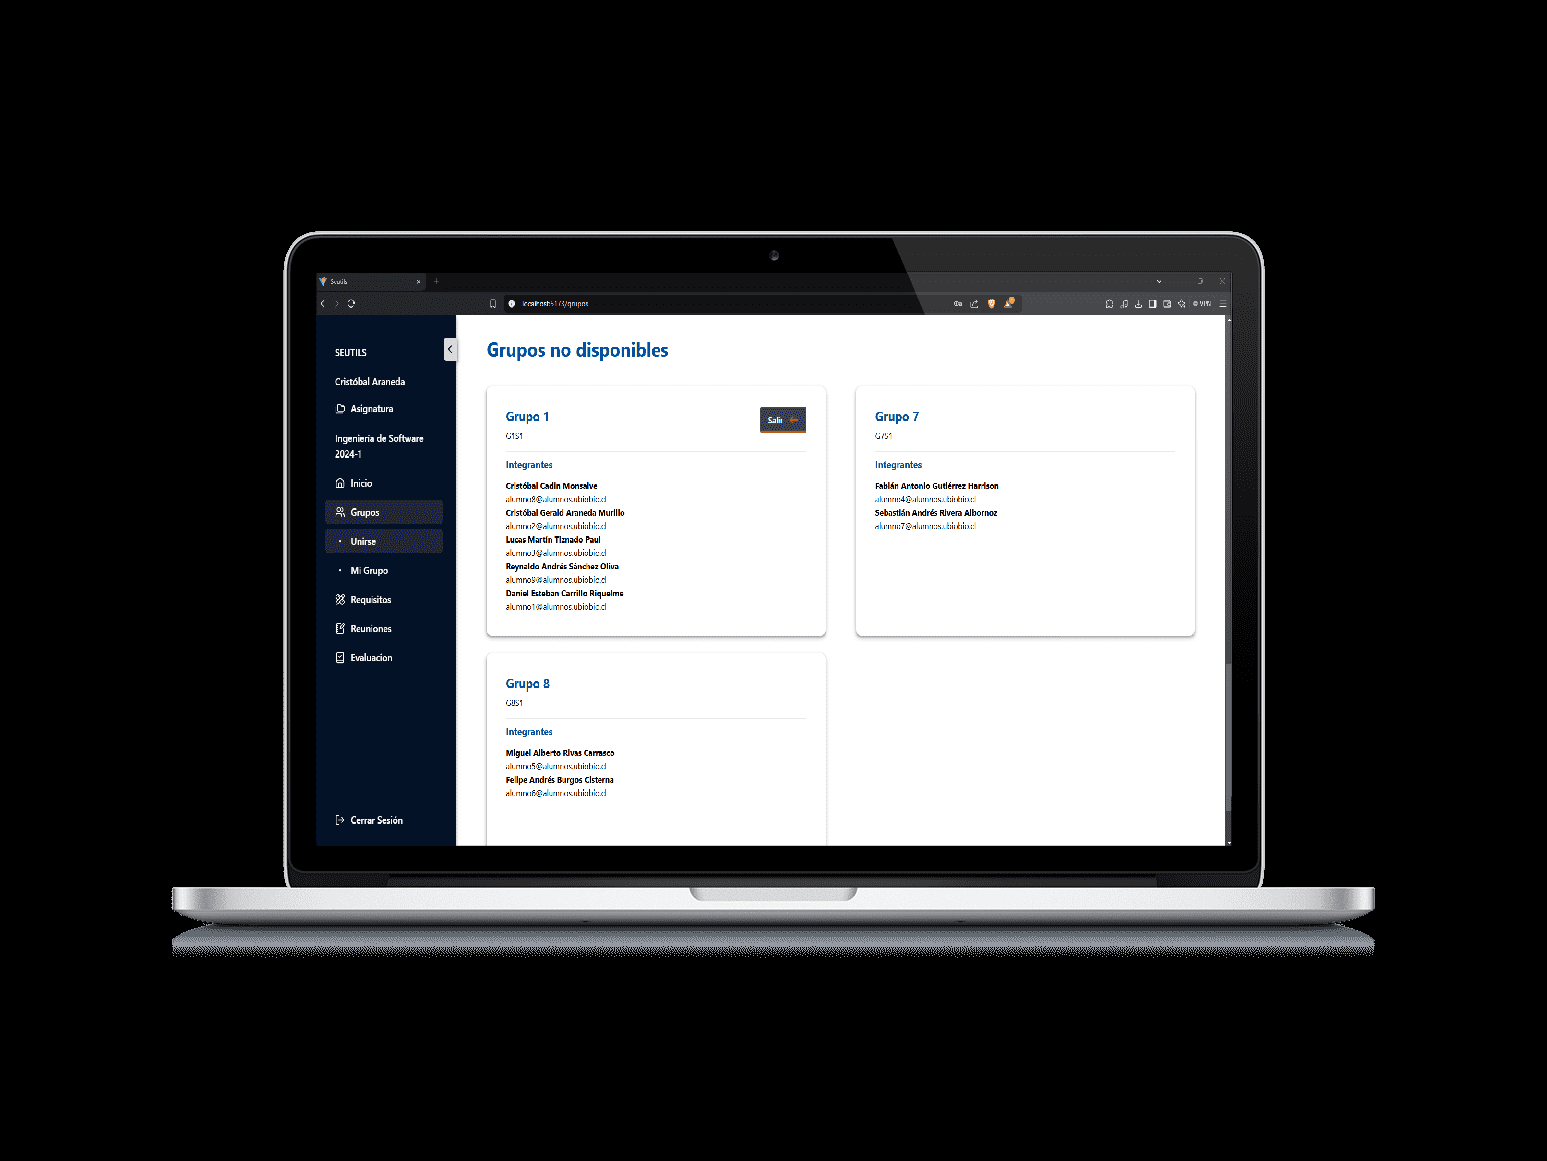 Seutils
localhost:5173/grupos
VPN
SEUTILS
Cristóbal Araneda
Asignatura
Ingeniería de Software
2024-1
Inicio
Grupos
Unirse
Mi Grupo
Requisitos
Reuniones
Evaluacion
Cerrar Sesión
Grupos no disponibles
Grupo 1
Salir
G1S1
Integrantes
Cristóbal Cadin Monsalve
alumno8@alumnos.ubiobio.cl
Cristóbal Gerald Araneda Murillo
alumno2@alumnos.ubiobio.cl
Lucas Martín Tiznado Paul
alumno3@alumnos.ubiobio.cl
Reynaldo Andrés Sánchez Oliva
alumno9@alumnos.ubiobio.cl
Daniel Esteban Carrillo Riquelme
alumno1@alumnos.ubiobio.cl
Grupo 7
G7S1
Integrantes
Fabián Antonio Gutiérrez Harrison
alumno4@alumnos.ubiobio.cl
Sebastián Andrés Rivera Albornoz
alumno7@alumnos.ubiobio.cl
Grupo 8
G8S1
Integrantes
Miguel Alberto Rivas Carrasco
alumno5@alumnos.ubiobio.cl
Felipe Andrés Burgos Cisterna
alumno6@alumnos.ubiobio.cl